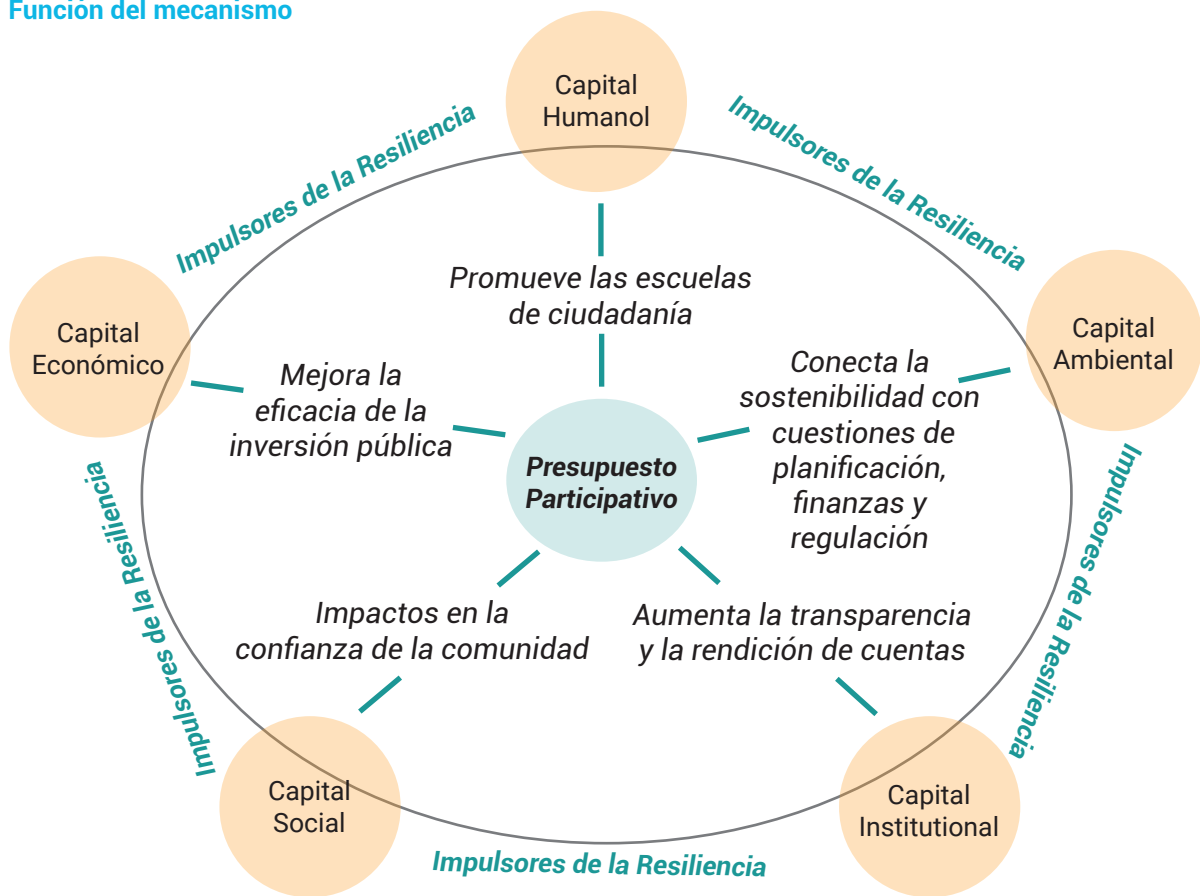 Función del mecanismo
Capital
Humanol
Impulsores de la Resiliencia
Impulsores de la Resiliencia
Promueve las escuelas
de ciudadanía
Capital
Económico
Capital
Ambiental
Mejora la
eficacia de la
inversión pública
Conecta la
sostenibilidad con
cuestiones de
planificación,
finanzas y
regulación
Presupuesto
Participativo
Impulsores de la Resiliencia
Impulsores de la Resiliencia
Impactos en la
confianza de la comunidad
Aumenta la transparencia
y la rendición de cuentas
Capital
Social
Capital
Institutional
Impulsores de la Resiliencia